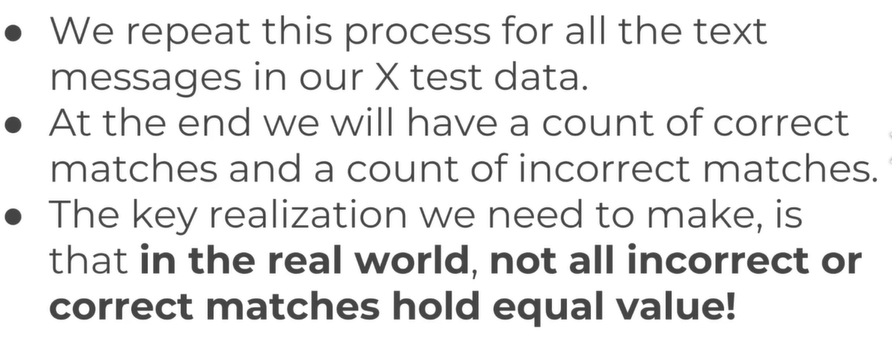 ● We repeat this process for all the text
messages in our X test data.
● At the end we will have a count of correct
matches and a count of incorrect matches.
● The key realization we need to make, is
that in the real world, not all incorrect or
correct matches hold equal value!